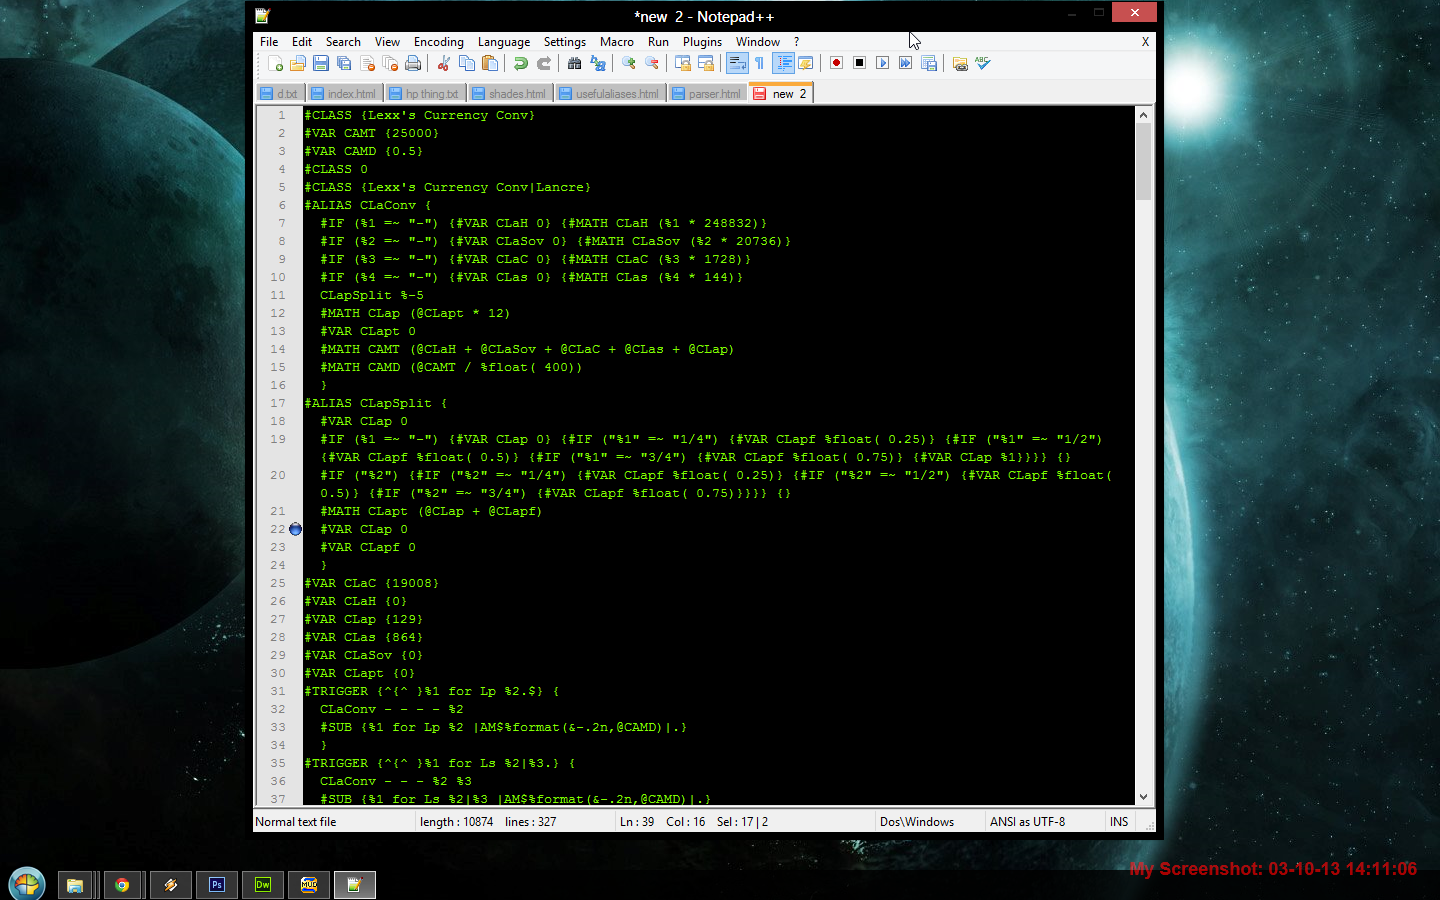 *new  2 - Notepad++
File Edit Search View Encoding Language Settings Macro Run Plugins Window ? X
d.txt index.html hp thing.txt shades.html usefulaliases.html parser.html new  2
1 #CLASS {Lexx's Currency Conv}
2 #VAR CAMT {25000}
3 #VAR CAMD {0.5}
4 #CLASS 0
5 #CLASS {Lexx's Currency Conv|Lancre}
6 #ALIAS CLaConv {
7 #IF (%1 =~ "-") {#VAR CLaH 0} {#MATH CLaH (%1 * 248832)}
8 #IF (%2 =~ "-") {#VAR CLaSov 0} {#MATH CLaSov (%2 * 20736)}
9 #IF (%3 =~ "-") {#VAR CLaC 0} {#MATH CLaC (%3 * 1728)}
10 #IF (%4 =~ "-") {#VAR CLas 0} {#MATH CLas (%4 * 144)}
11 CLapSplit %-5
12 #MATH CLap (@CLapt * 12)
13 #VAR CLapt 0
14 #MATH CAMT (@CLaH + @CLaSov + @CLaC + @CLas + @CLap)
15 #MATH CAMD (@CAMT / %float( 400))
16 }
17 #ALIAS CLapSplit {
18 #VAR CLap 0
19 #IF (%1 =~ "-") {#VAR CLap 0} {#IF ("%1" =~ "1/4") {#VAR CLapf %float( 0.25)} {#IF ("%1" =~ "1/2")
{#VAR CLapf %float( 0.5)} {#IF ("%1" =~ "3/4") {#VAR CLapf %float( 0.75)} {#VAR CLap %1}}}} {}
20 #IF ("%2") {#IF ("%2" =~ "1/4") {#VAR CLapf %float( 0.25)} {#IF ("%2" =~ "1/2") {#VAR CLapf %float(
0.5)} {#IF ("%2" =~ "3/4") {#VAR CLapf %float( 0.75)}}}} {}
21 #MATH CLapt (@CLap + @CLapf)
22 #VAR CLap 0
23 #VAR CLapf 0
24 }
25 #VAR CLaC {19008}
26 #VAR CLaH {0}
27 #VAR CLap {129}
28 #VAR CLas {864}
29 #VAR CLaSov {0}
30 #VAR CLapt {0}
31 #TRIGGER {^{^ }%1 for Lp %2.$} {
32 CLaConv - - - - %2
33 #SUB {%1 for Lp %2 |AM$%format(&-.2n,@CAMD)|.}
34 }
35 #TRIGGER {^{^ }%1 for Ls %2|%3.} {
36 CLaConv - - - %2 %3
37 #SUB {%1 for Ls %2|%3 |AM$%format(&-.2n,@CAMD)|.}
Normal text file length : 10874 lines : 327 Ln : 39 Col : 16 Sel : 17 | 2 Dos\Windows ANSI as UTF-8 INS
My Screenshot: 03-10-13 14:11:06
Ps Dw MUD